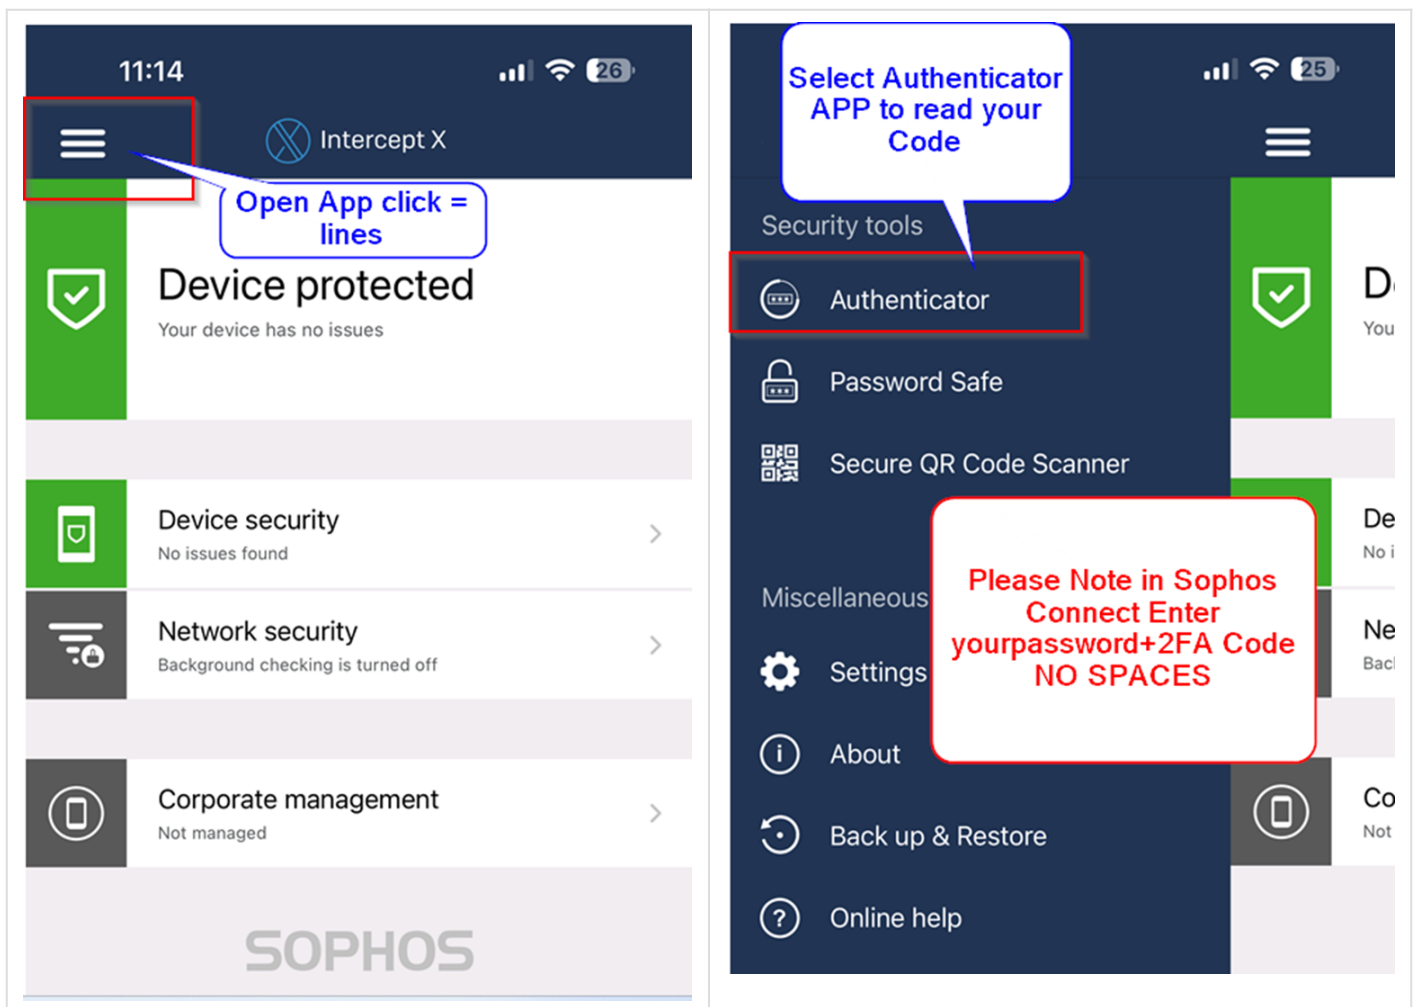 11:14
26
Intercept X
Open App click =
lines
Device protected
Your device has no issues
Device security
No issues found
Network security
Background checking is turned off
Corporate management
Not managed
SOPHOS
Select Authenticator
APP to read your
Code
25
Security tools
Authenticator
Password Safe
Secure QR Code Scanner
Please Note in Sophos
Connect Enter
yourpassword+2FA Code
NO SPACES
Miscellaneous
Settings
About
Back up & Restore
Online help
D
You
De
No i
Ne
Bac
Co
Not